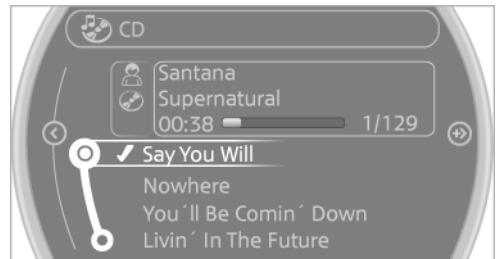 CD
Santana
Supernatural
00:38 1/129
Say You Will
Nowhere
You´ll Be Comin´ Down
Livin´ In The Future